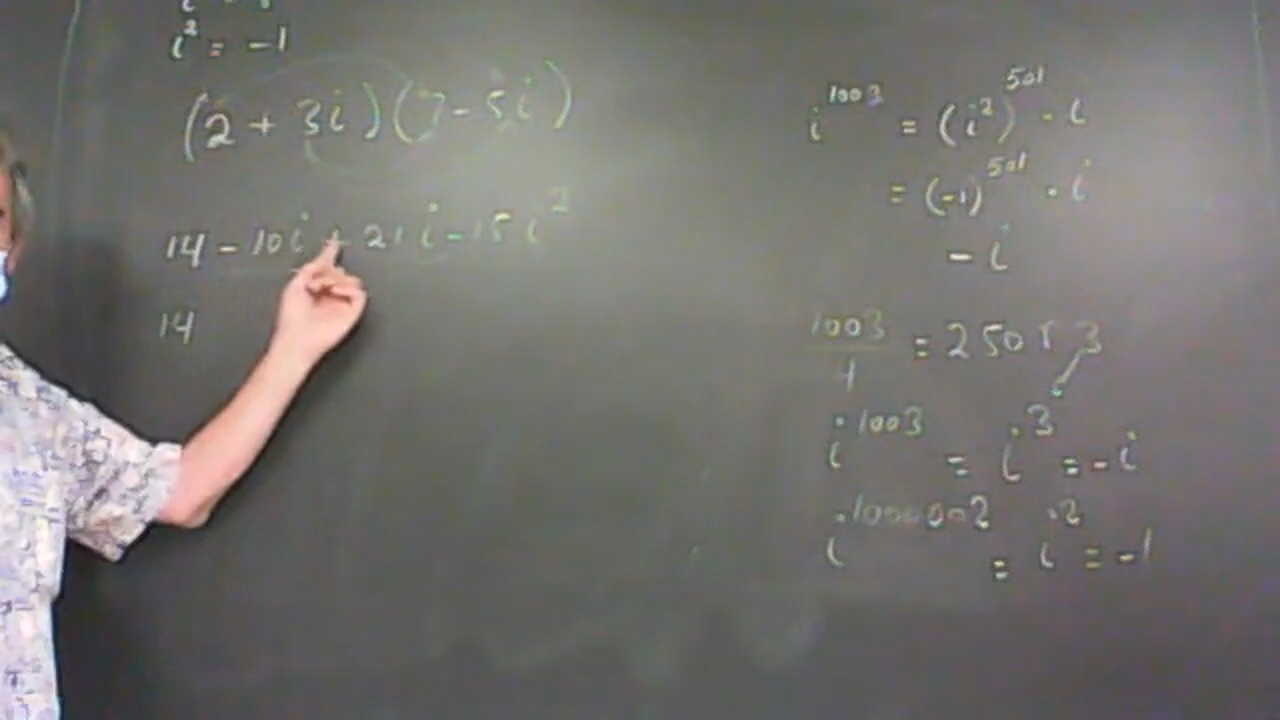 i² = -1
(2 + 3i)(7 - 5i)
14 - 10i + 21i - 15i²
14
i¹⁰⁰³ = (i²)⁵⁰¹ · i
= (-1)⁵⁰¹ · i
- i
1003/4 = 250 r 3
i¹⁰⁰³ = i³ = -i
i¹⁰⁰⁰⁰⁰² = i² = -1